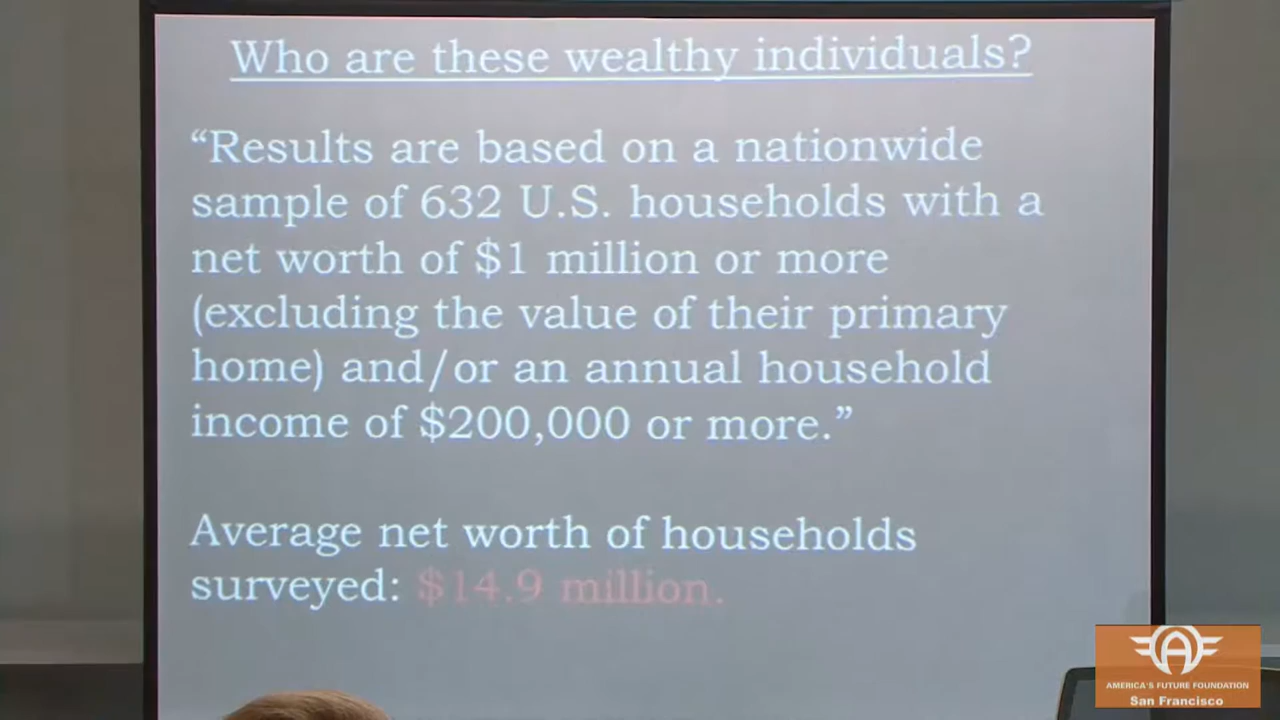 Who are these wealthy individuals?
“Results are based on a nationwide
sample of 632 U.S. households with a
net worth of $1 million or more
(excluding the value of their primary
home) and/or an annual household
income of $200,000 or more.”
Average net worth of households
surveyed: $14.9 million.
AMERICA'S FUTURE FOUNDATION
San Francisco